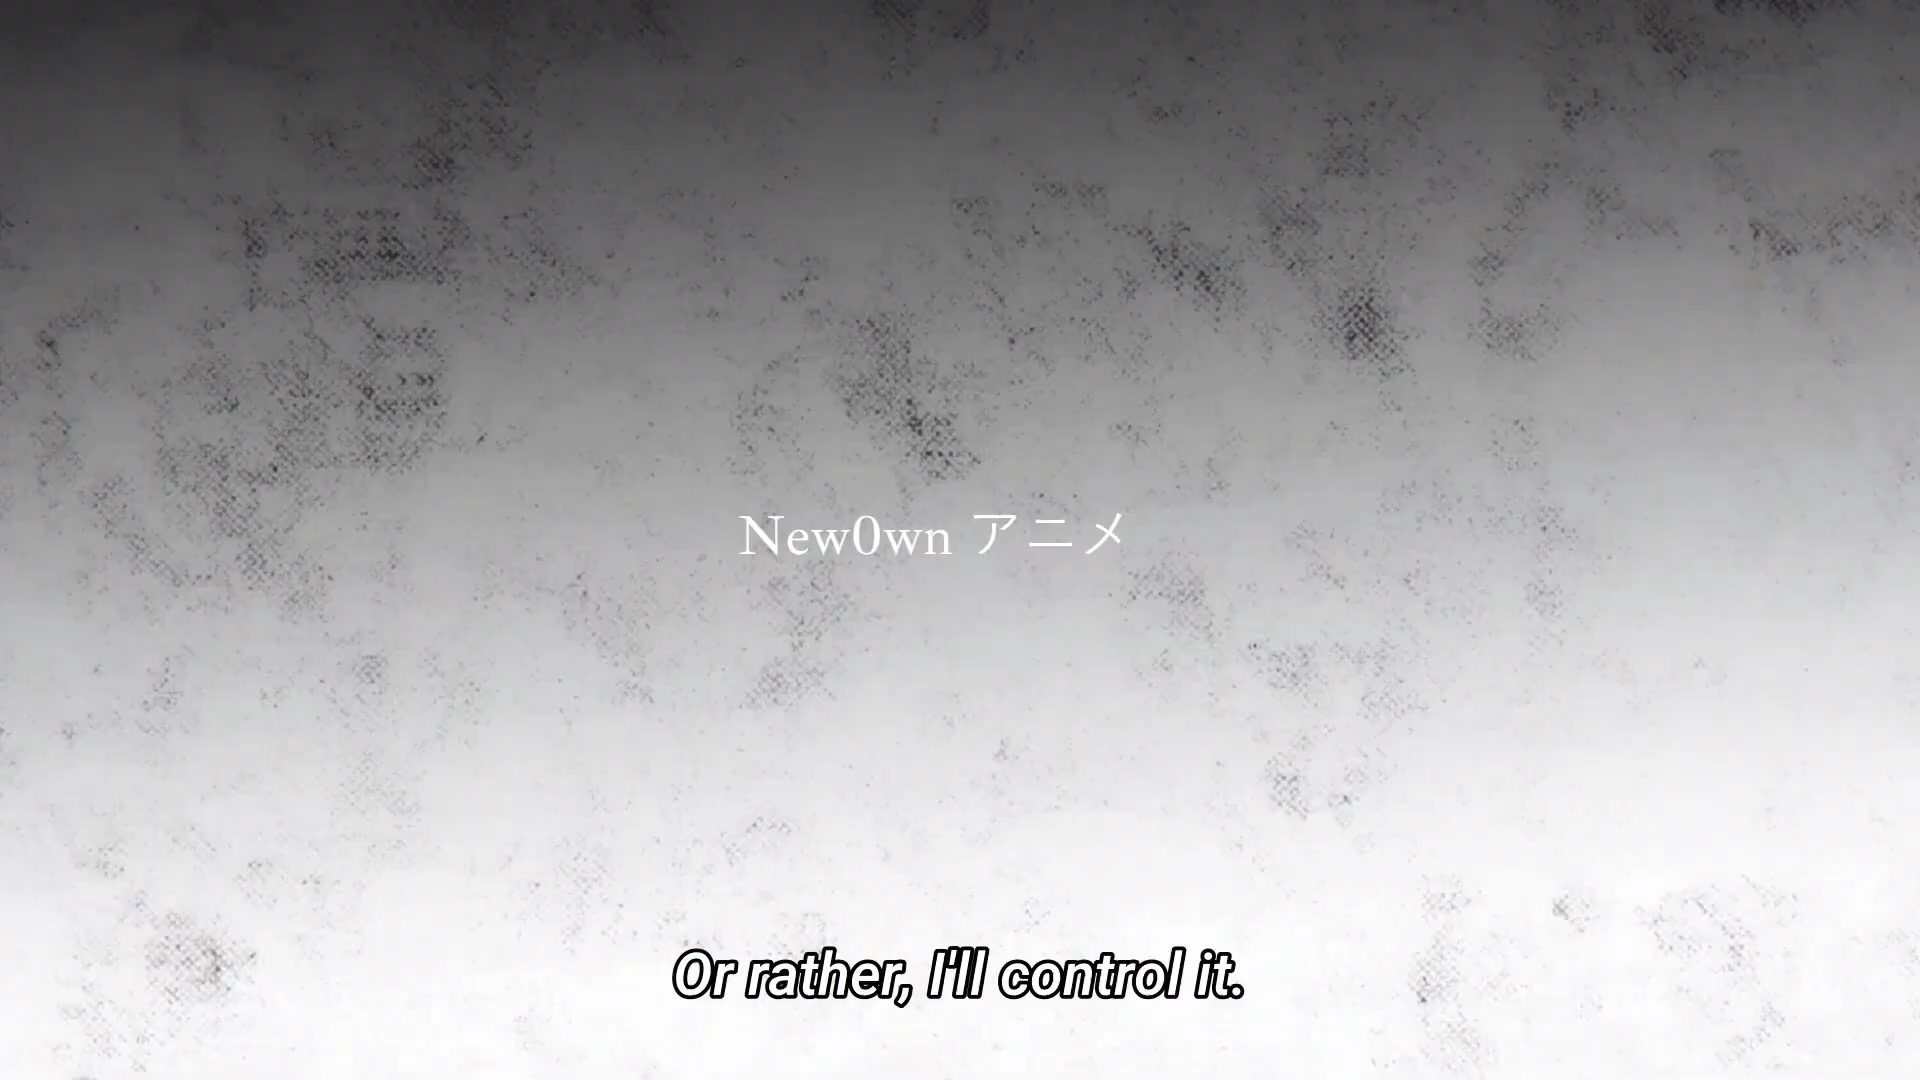 New0wn アニメ
Or rather, I'll control it.